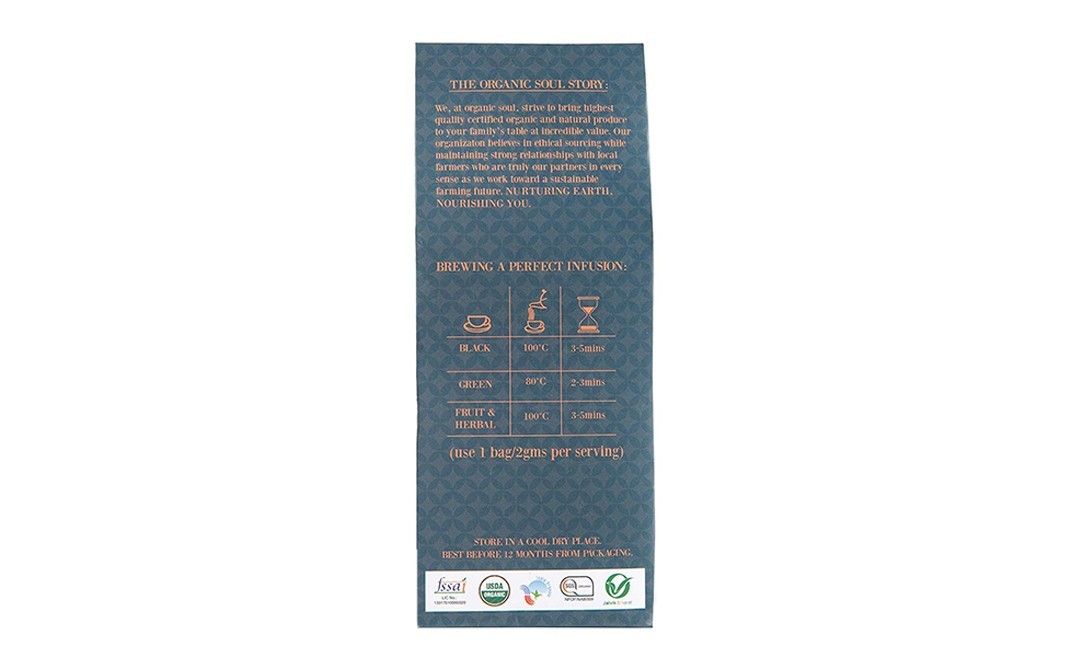 THE ORGANIC SOUL STORY:
We, at organic soul, strive to bring highest
quality certified organic and natural produce
to your family's table at incredible value. Our
organizaton believes in ethical sourcing while
maintaining strong relationships with local
farmers who are truly our partners in every
sense as we work toward a sustainable
farming future. NURTURING EARTH,
NOURISHING YOU.
BREWING A PERFECT INFUSION:
BLACK 100°C 3-5mins
GREEN 80°C 2-3mins
FRUIT & HERBAL 100°C 3-5mins
(use 1 bag/2gms per serving)
STORE IN A COOL DRY PLACE.
BEST BEFORE 12 MONTHS FROM PACKAGING.
fssai
LIC No.:
USDA
ORGANIC